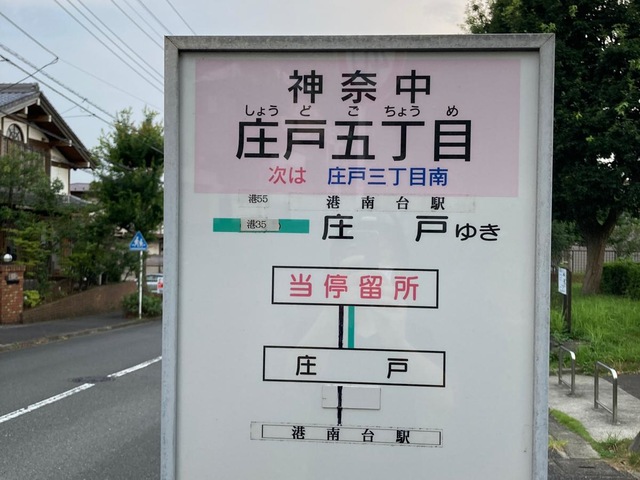 神奈中
しょう ど ご ちょう め
庄戸五丁目
次は 庄戸三丁目南
港55 港南台駅
港35 庄戸ゆき
当停留所
庄戸
港南台駅